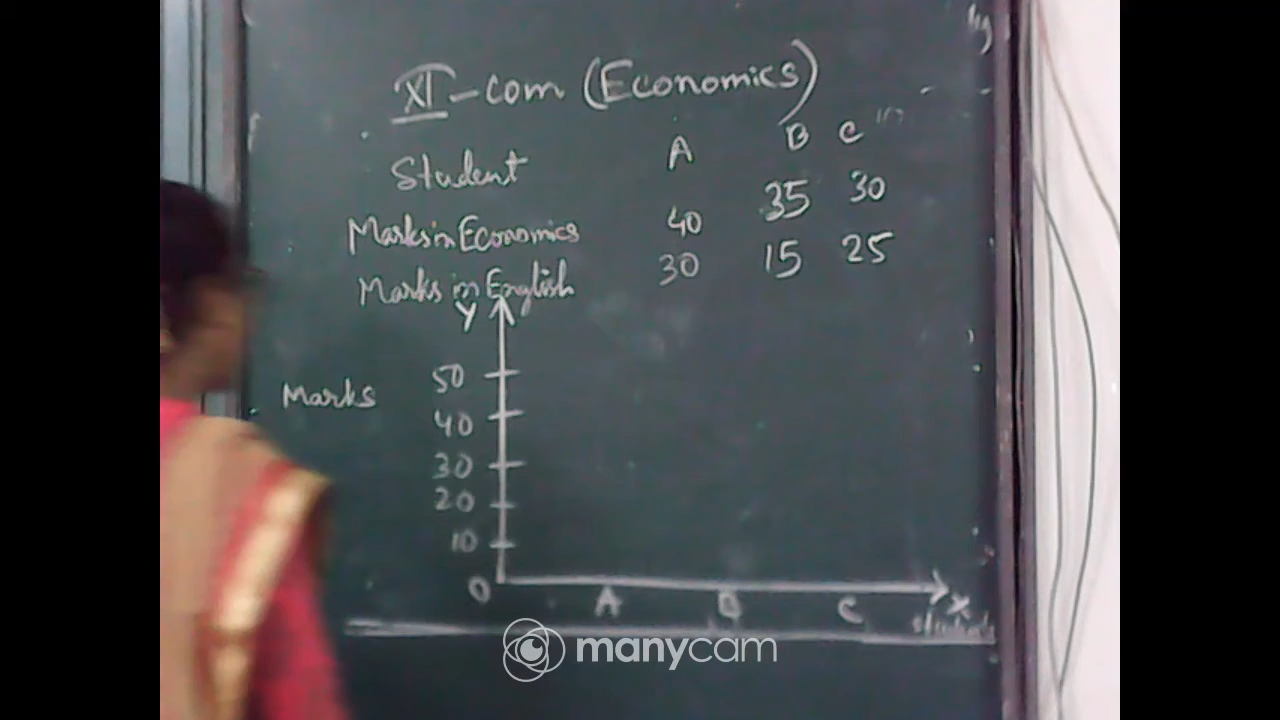 XI - com (Economics)
Student A B C
Marks in Economics 40 35 30
Marks in English 30 15 25
Y
50
Marks
40
30
20
10
0
A B C X
manycam